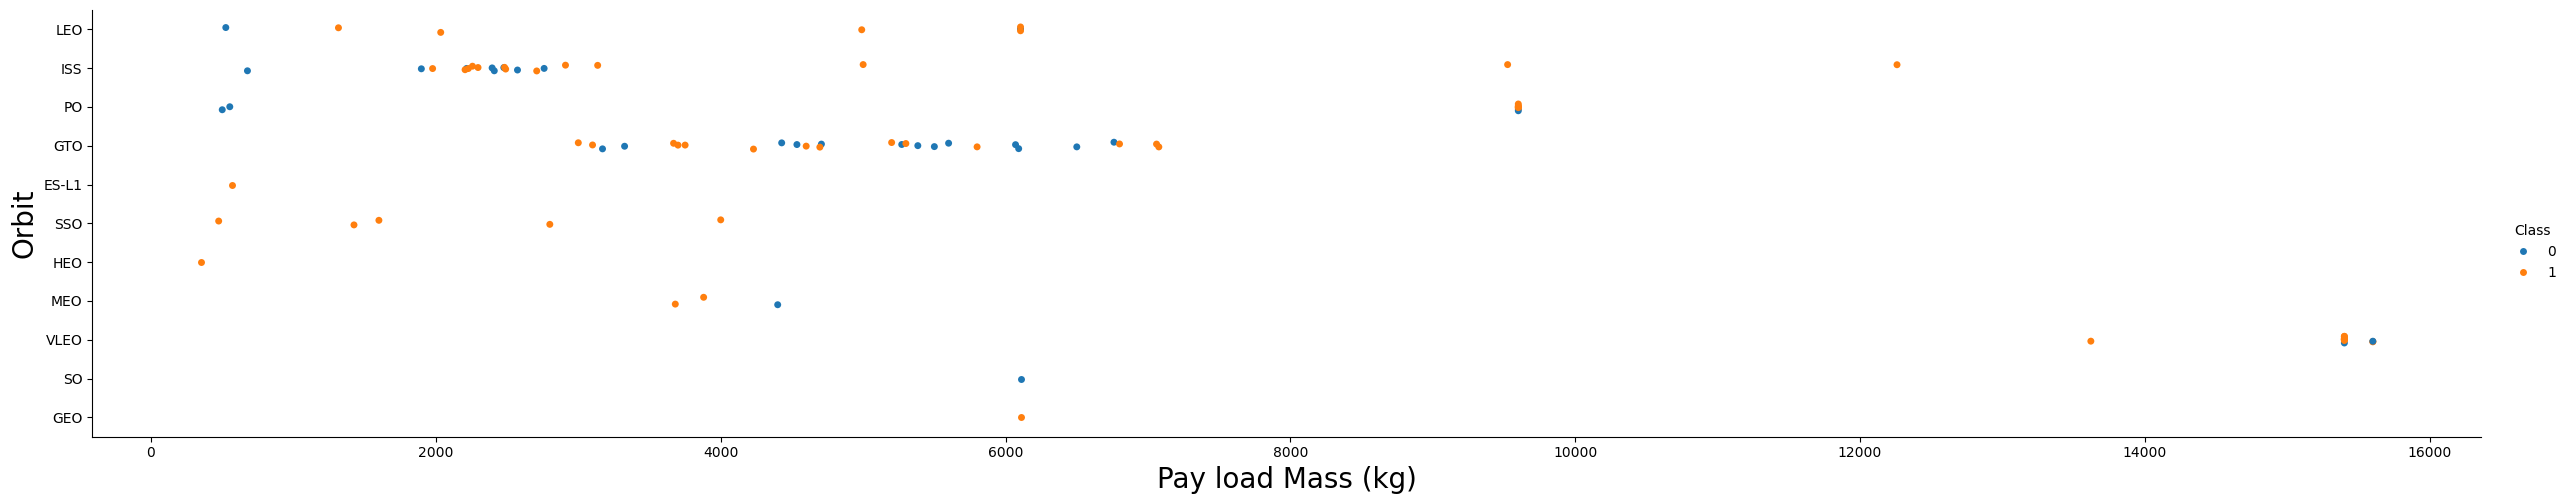 Orbit
LEO
ISS
PO
GTO
ES-L1
SSO
HEO
MEO
VLEO
SO
GEO
0 2000 4000 6000 8000 10000 12000 14000 16000
Pay load Mass (kg)
Class
0
1